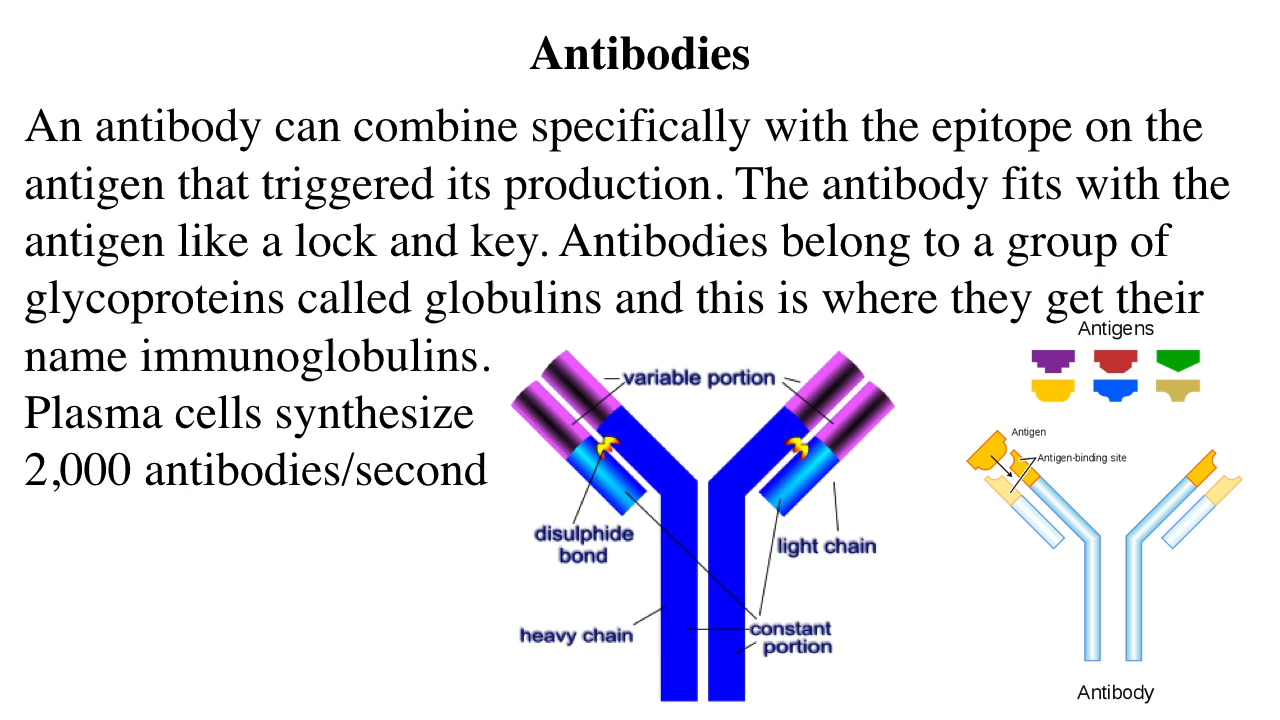 Antibodies
An antibody can combine specifically with the epitope on the
antigen that triggered its production. The antibody fits with the
antigen like a lock and key. Antibodies belong to a group of
glycoproteins called globulins and this is where they get their
name immunoglobulins.
Plasma cells synthesize
2,000 antibodies/second
variable portion
disulphide
bond
light chain
heavy chain
constant
portion
Antigens
Antigen
Antigen-binding site
Antibody